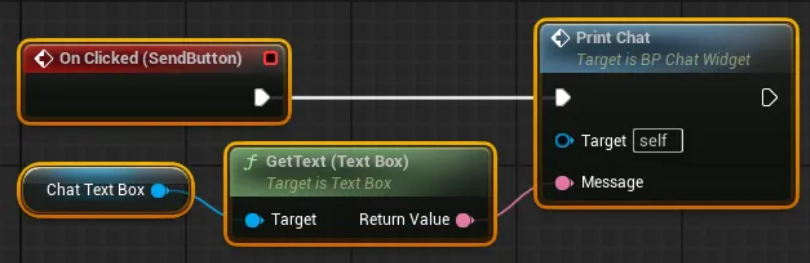 On Clicked (SendButton)
Print Chat
Target is BP Chat Widget
Target self
Message
f GetText (Text Box)
Target is Text Box
Chat Text Box
Target Return Value